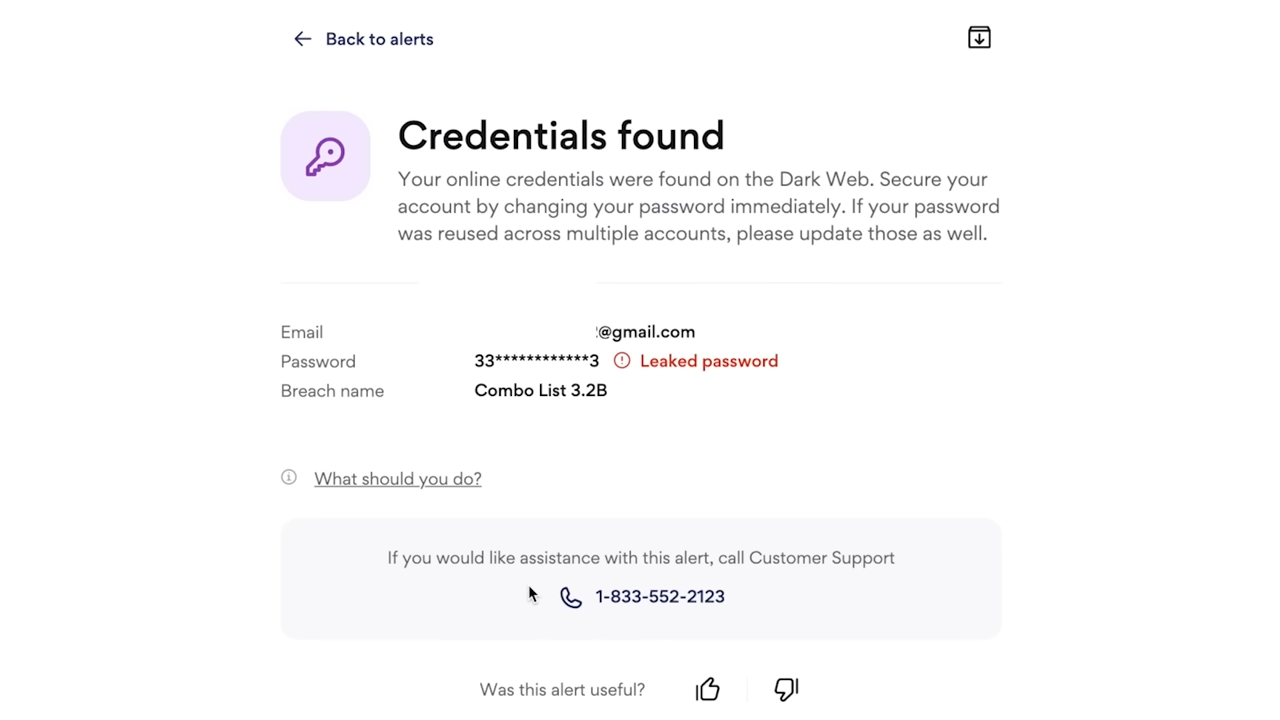 Back to alerts
Credentials found
Your online credentials were found on the Dark Web. Secure your
account by changing your password immediately. If your password
was reused across multiple accounts, please update those as well.
Email @gmail.com
Password 33************3 Leaked password
Breach name Combo List 3.2B
What should you do?
If you would like assistance with this alert, call Customer Support
1-833-552-2123
Was this alert useful?